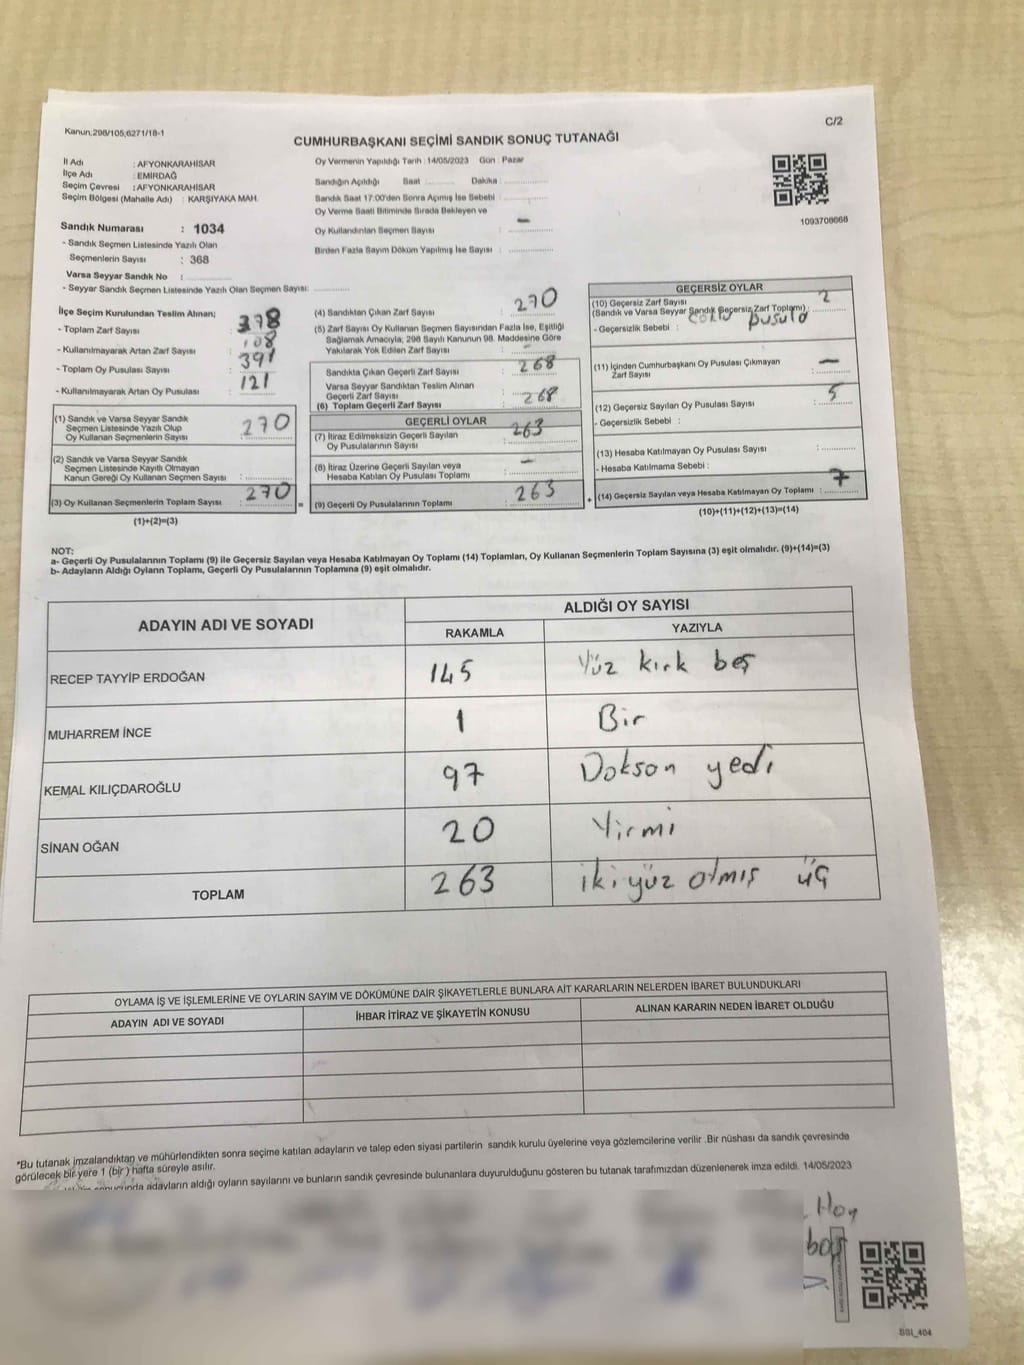 Kanun;298/105,6271/18-1
C/2
CUMHURBAŞKANI SEÇİMİ SANDIK SONUÇ TUTANAĞI
İl Adı : AFYONKARAHİSAR
İlçe Adı : EMİRDAĞ
Seçim Çevresi : AFYONKARAHİSAR
Seçim Bölgesi (Mahalle Adı) : KARŞIYAKA MAH.
Oy Vermenin Yapıldığı Tarih : 14/05/2023 Gün : Pazar
Sandığın Açıldığı Saat : Dakika :
Sandık Saat 17:00'den Sonra Açımış İse Sebebi :
Oy Verme Saati Bitiminde Sırada Bekleyen ve
Oy Kullandırılan Seçmen Sayısı : -
Birden Fazla Sayım Döküm Yapılmış İse Sayısı :
1093708668
Sandık Numarası : 1034
- Sandık Seçmen Listesinde Yazılı Olan
Seçmenlerin Sayısı : 368
Varsa Seyyar Sandık No :
- Seyyar Sandık Seçmen Listesinde Yazılı Olan Seçmen Sayısı:
İlçe Seçim Kurulundan Teslim Alınan;
- Toplam Zarf Sayısı : 378
- Kullanılmayarak Artan Zarf Sayısı : 108
- Toplam Oy Pusulası Sayısı : 391
- Kullanılmayarak Artan Oy Pusulası : 121
(1) Sandık ve Varsa Seyyar Sandık
Seçmen Listesinde Yazılı Olup
Oy Kullanan Seçmenlerin Sayısı : 270
(2) Sandık ve Varsa Seyyar Sandık
Seçmen Listesinde Kayıtlı Olmayan
Kanun Gereği Oy Kullanan Seçmen Sayısı :
(3) Oy Kullanan Seçmenlerin Toplam Sayısı : 270
(1)+(2)=(3)
(4) Sandıktan Çıkan Zarf Sayısı : 270
(5) Zarf Sayısı Oy Kullanan Seçmen Sayısından Fazla İse, Eşitliği
Sağlamak Amacıyla; 298 Sayılı Kanunun 98. Maddesine Göre
Yakılarak Yok Edilen Zarf Sayısı : -
Sandıkta Çıkan Geçerli Zarf Sayısı : 268
Varsa Seyyar Sandıktan Teslim Alınan
Geçerli Zarf Sayısı :
(6) Toplam Geçerli Zarf Sayısı : 268
GEÇERLİ OYLAR
(7) İtiraz Edilmeksizin Geçerli Sayılan
Oy Pusulalarının Sayısı : 263
(8) İtiraz Üzerine Geçerli Sayılan veya
Hesaba Katılan Oy Pusulası Toplamı : -
= (9) Geçerli Oy Pusulalarının Toplamı : 263
GEÇERSİZ OYLAR
(10) Geçersiz Zarf Sayısı 2
(Sandık ve Varsa Seyyar Sandık Geçersiz Zarf Toplamı) :
- Geçersizlik Sebebi : Çoklu pusula
(11) İçinden Cumhurbaşkanı Oy Pusulası Çıkmayan
Zarf Sayısı : -
(12) Geçersiz Sayılan Oy Pusulası Sayısı : 5
- Geçersizlik Sebebi :
(13) Hesaba Katılmayan Oy Pusulası Sayısı :
- Hesaba Katılmama Sebebi :
+ (14) Geçersiz Sayılan veya Hesaba Katılmayan Oy Toplamı : 7
(10)+(11)+(12)+(13)=(14)
NOT:
a- Geçerli Oy Pusulalarının Toplamı (9) ile Geçersiz Sayılan veya Hesaba Katılmayan Oy Toplamı (14) Toplamları, Oy Kullanan Seçmenlerin Toplam Sayısına (3) eşit olmalıdır. (9)+(14)=(3)
b- Adayların Aldığı Oyların Toplamı, Geçerli Oy Pusulalarının Toplamına (9) eşit olmalıdır.
ADAYIN ADI VE SOYADI
ALDIĞI OY SAYISI
RAKAMLA YAZIYLA
RECEP TAYYİP ERDOĞAN 145 Yüz kırk beş
MUHARREM İNCE 1 Bir
KEMAL KILIÇDAROĞLU 97 Dokson yedi
SİNAN OĞAN 20 Yirmi
TOPLAM 263 iki yüz otmış üç
OYLAMA İŞ VE İŞLEMLERİNE VE OYLARIN SAYIM VE DÖKÜMÜNE DAİR ŞİKAYETLERLE BUNLARA AİT KARARLARIN NELERDEN İBARET BULUNDUKLARI
ADAYIN ADI VE SOYADI İHBAR İTİRAZ VE ŞİKAYETİN KONUSU ALINAN KARARIN NEDEN İBARET OLDUĞU
*Bu tutanak imzalandıktan ve mühürlendikten sonra seçime katılan adayların ve talep eden siyasi partilerin sandık kurulu üyelerine veya gözlemcilerine verilir .Bir nüshası da sandık çevresinde
görülecek bir yere 1 (bir) hafta süreyle asılır.
adayların aldığı oyların sayılarını ve bunların sandık çevresinde bulunanlara duyurulduğunu gösteren bu tutanak tarafımızdan düzenlenerek imza edildi. 14/05/2023